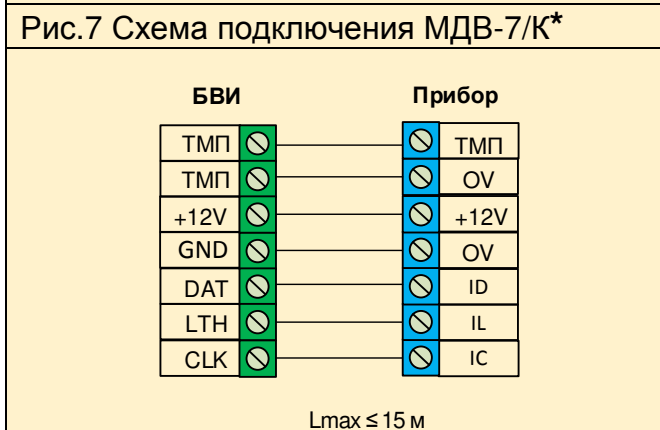 Рис.7 Схема подключения МДВ-7/К*
БВИ Прибор
ТМП ТМП
ТМП OV
+12V +12V
GND OV
DAT ID
LTH IL
CLK IC
Lmax ≤ 15 м